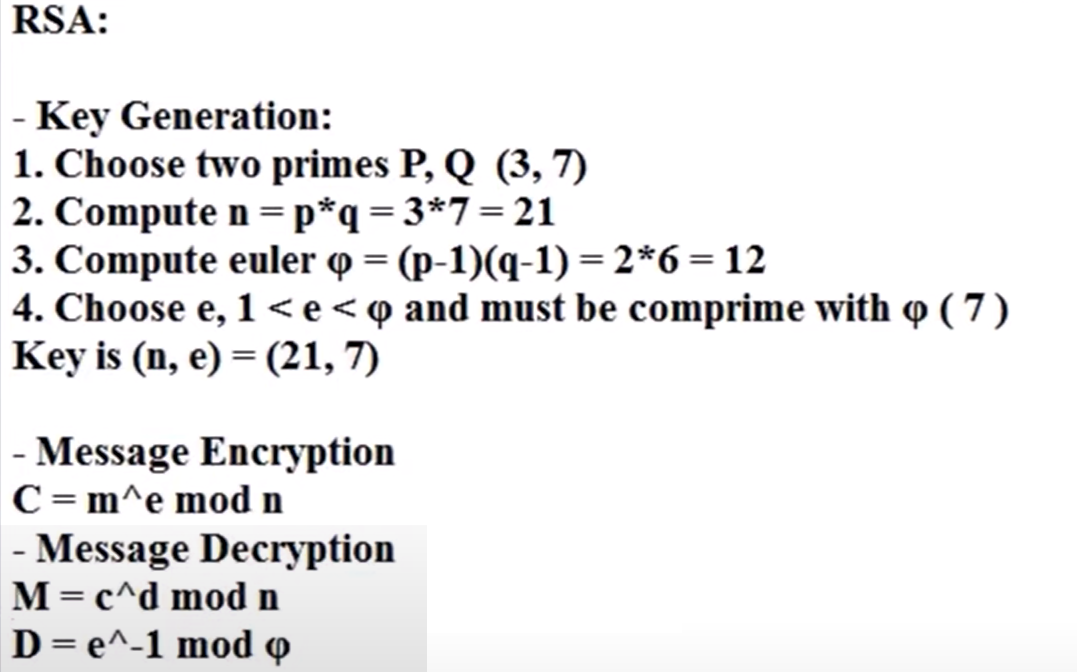 RSA:
- Key Generation:
1. Choose two primes P, Q (3, 7)
2. Compute n = p*q = 3*7 = 21
3. Compute euler φ = (p-1)(q-1) = 2*6 = 12
4. Choose e, 1 < e < φ and must be comprime with φ ( 7 )
Key is (n, e) = (21, 7)
- Message Encryption
C = m^e mod n
- Message Decryption
M = c^d mod n
D = e^-1 mod φ